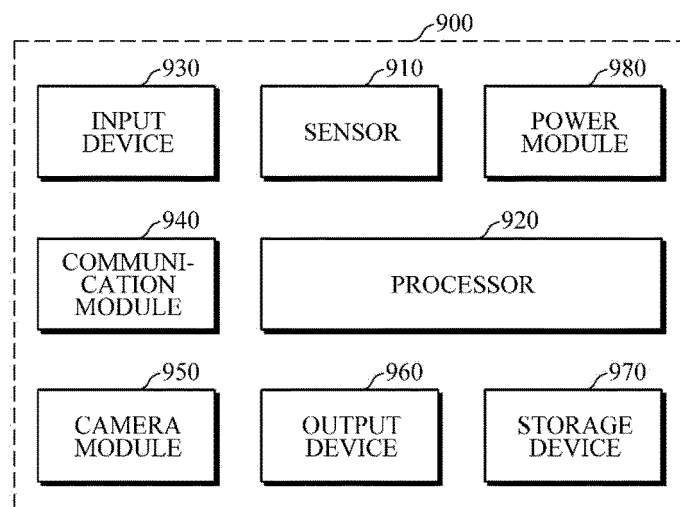 900
930
910
980
INPUT
DEVICE
SENSOR
POWER
MODULE
940
920
COMMUNI-
CATION
MODULE
PROCESSOR
950
960
970
CAMERA
MODULE
OUTPUT
DEVICE
STORAGE
DEVICE